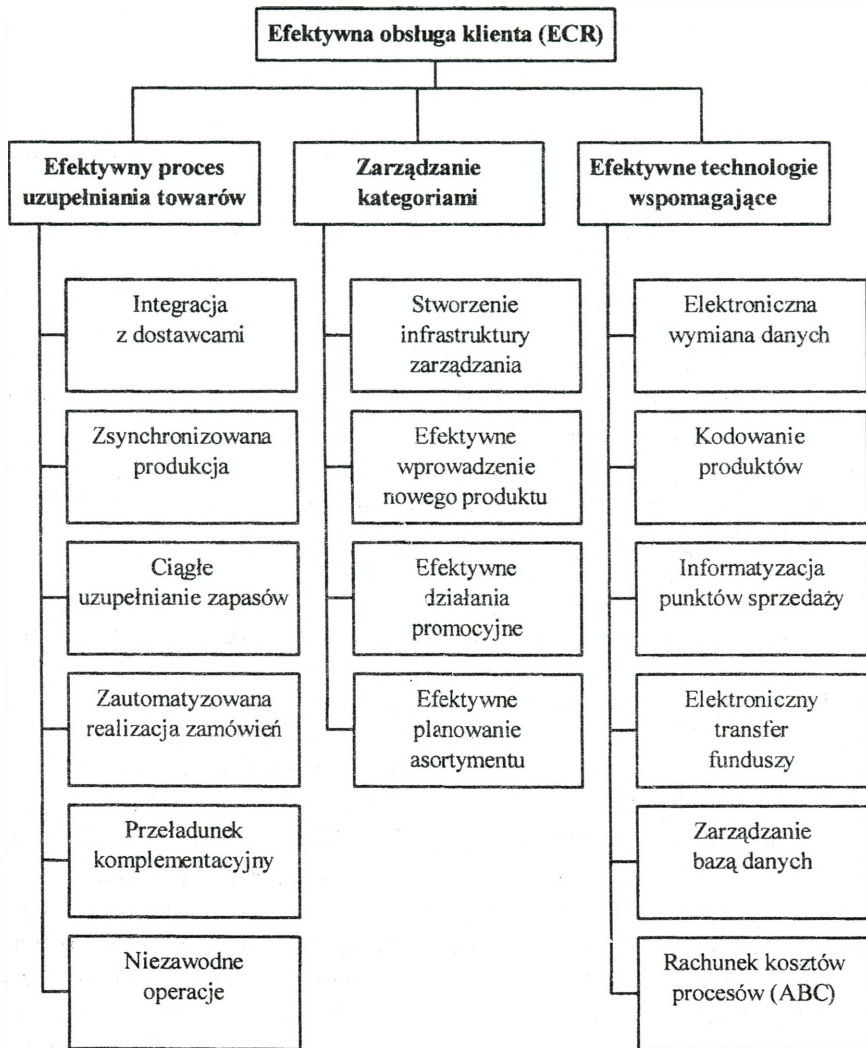 Efektywna obsługa klienta (ECR)
Efektywny proces
uzupełniania towarów
Integracja
z dostawcami
Zsynchronizowana
produkcja
Ciągłe
uzupełnianie zapasów
Zautomatyzowana
realizacja zamówień
Przeładunek
komplementacyjny
Niezawodne
operacje
Zarządzanie
kategoriami
Stworzenie
infrastruktury
zarządzania
Efektywne
wprowadzenie
nowego produktu
Efektywne
działania
promocyjne
Efektywne
planowanie
asortymentu
Efektywne technologie
wspomagające
Elektroniczna
wymiana danych
Kodowanie
produktów
Informatyzacja
punktów sprzedaży
Elektroniczny
transfer
funduszy
Zarządzanie
bazą danych
Rachunek kosztów
procesów (ABC)